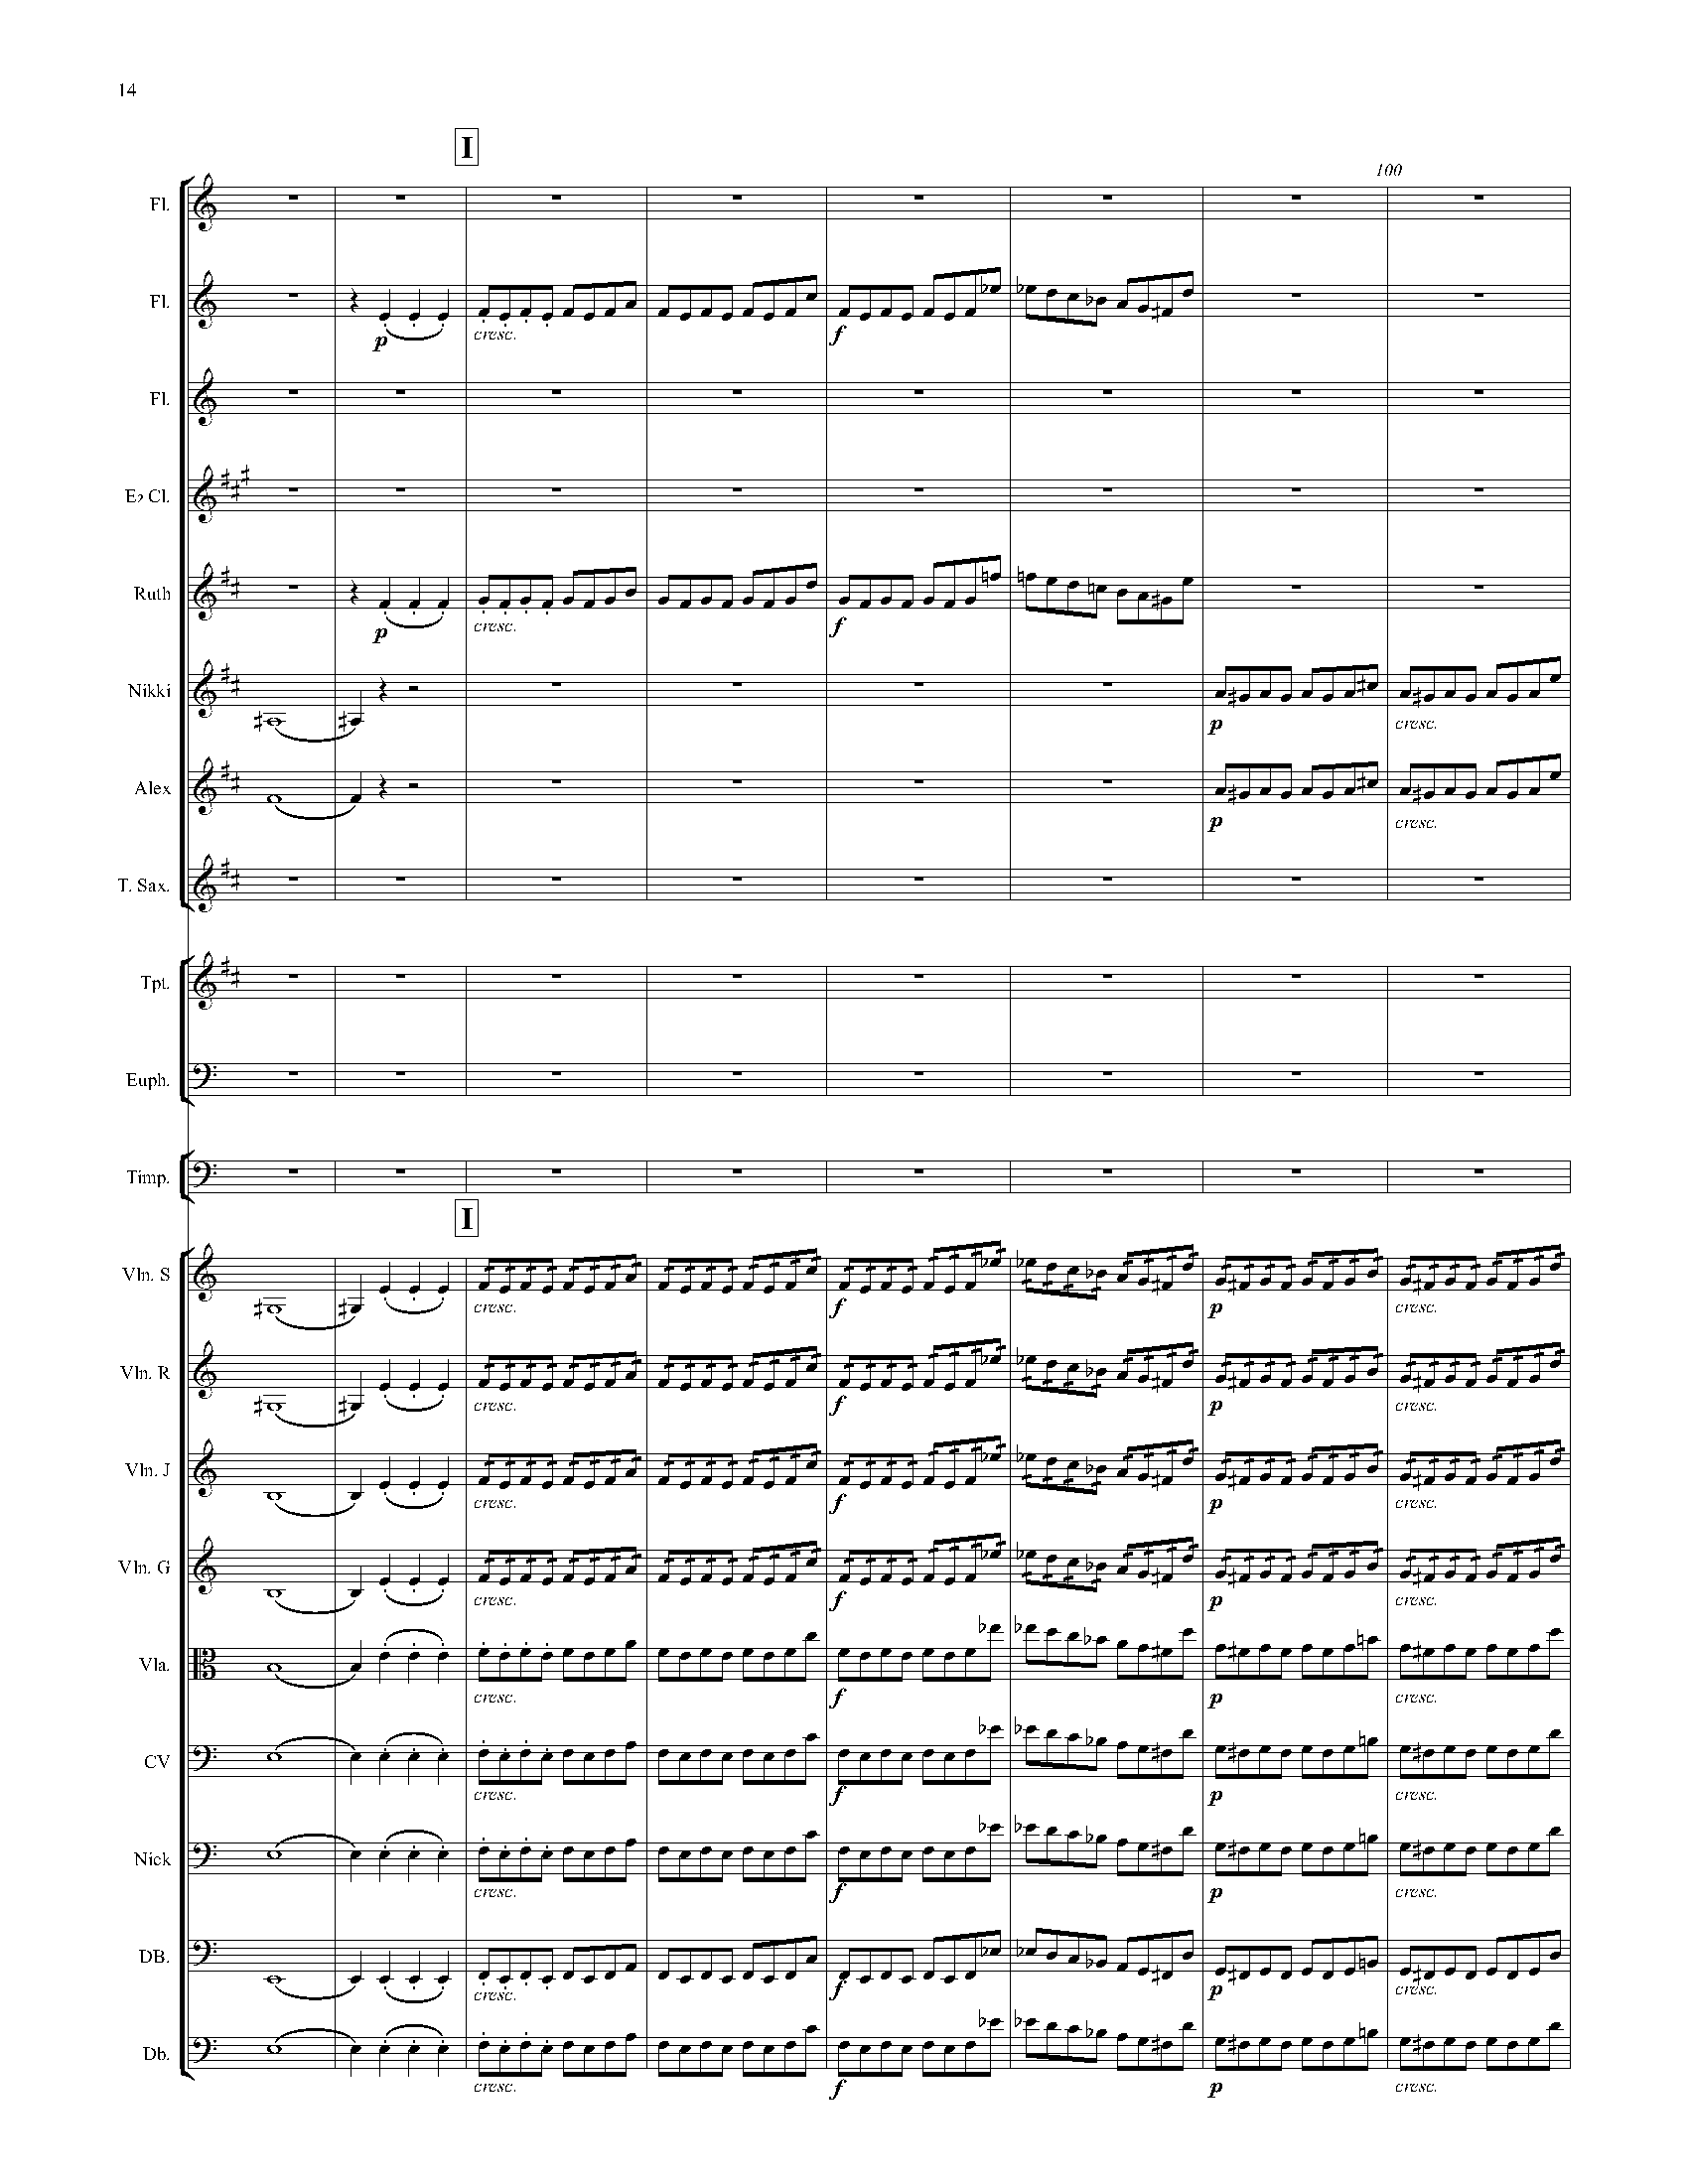 14
I
100
Fl.
Fl.
p cresc. f
Fl.
E♭ Cl.
Ruth
p cresc. f
Nikki
p cresc.
Alex
p cresc.
T. Sax.
Tpt.
Euph.
Timp.
I
Vln. S
cresc. f p cresc.
Vln. R
cresc. f p cresc.
Vln. J
cresc. f p cresc.
Vln. G
cresc. f p cresc.
Vla.
cresc. f p cresc.
CV
cresc. f p cresc.
Nick
cresc. f p cresc.
DB.
cresc. f p cresc.
Db.
cresc. f p cresc.